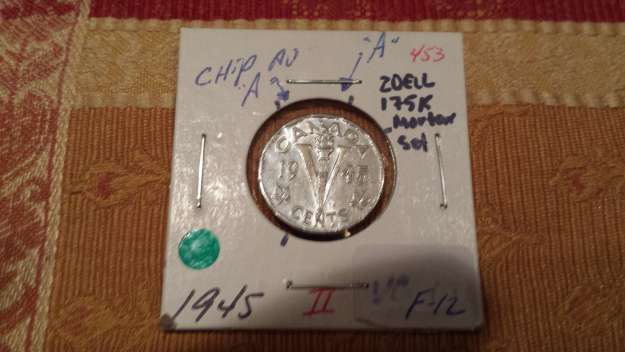 CHIP AU
"A"
"A"
453
ZDELL
175K
Mortar
Set
CANADA
19 45
CENTS
1945
II
F-12